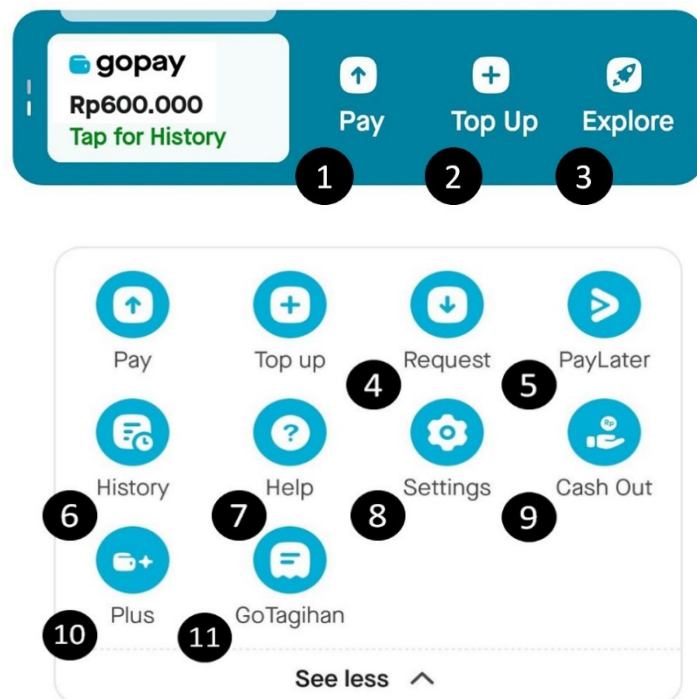 gopay
Rp600.000
Tap for History
Pay Top Up Explore
1 2 3
Pay Top up Request PayLater
4 5
Rp
History Help Settings Cash Out
6 7 8 9
Plus GoTagihan
10 11
See less